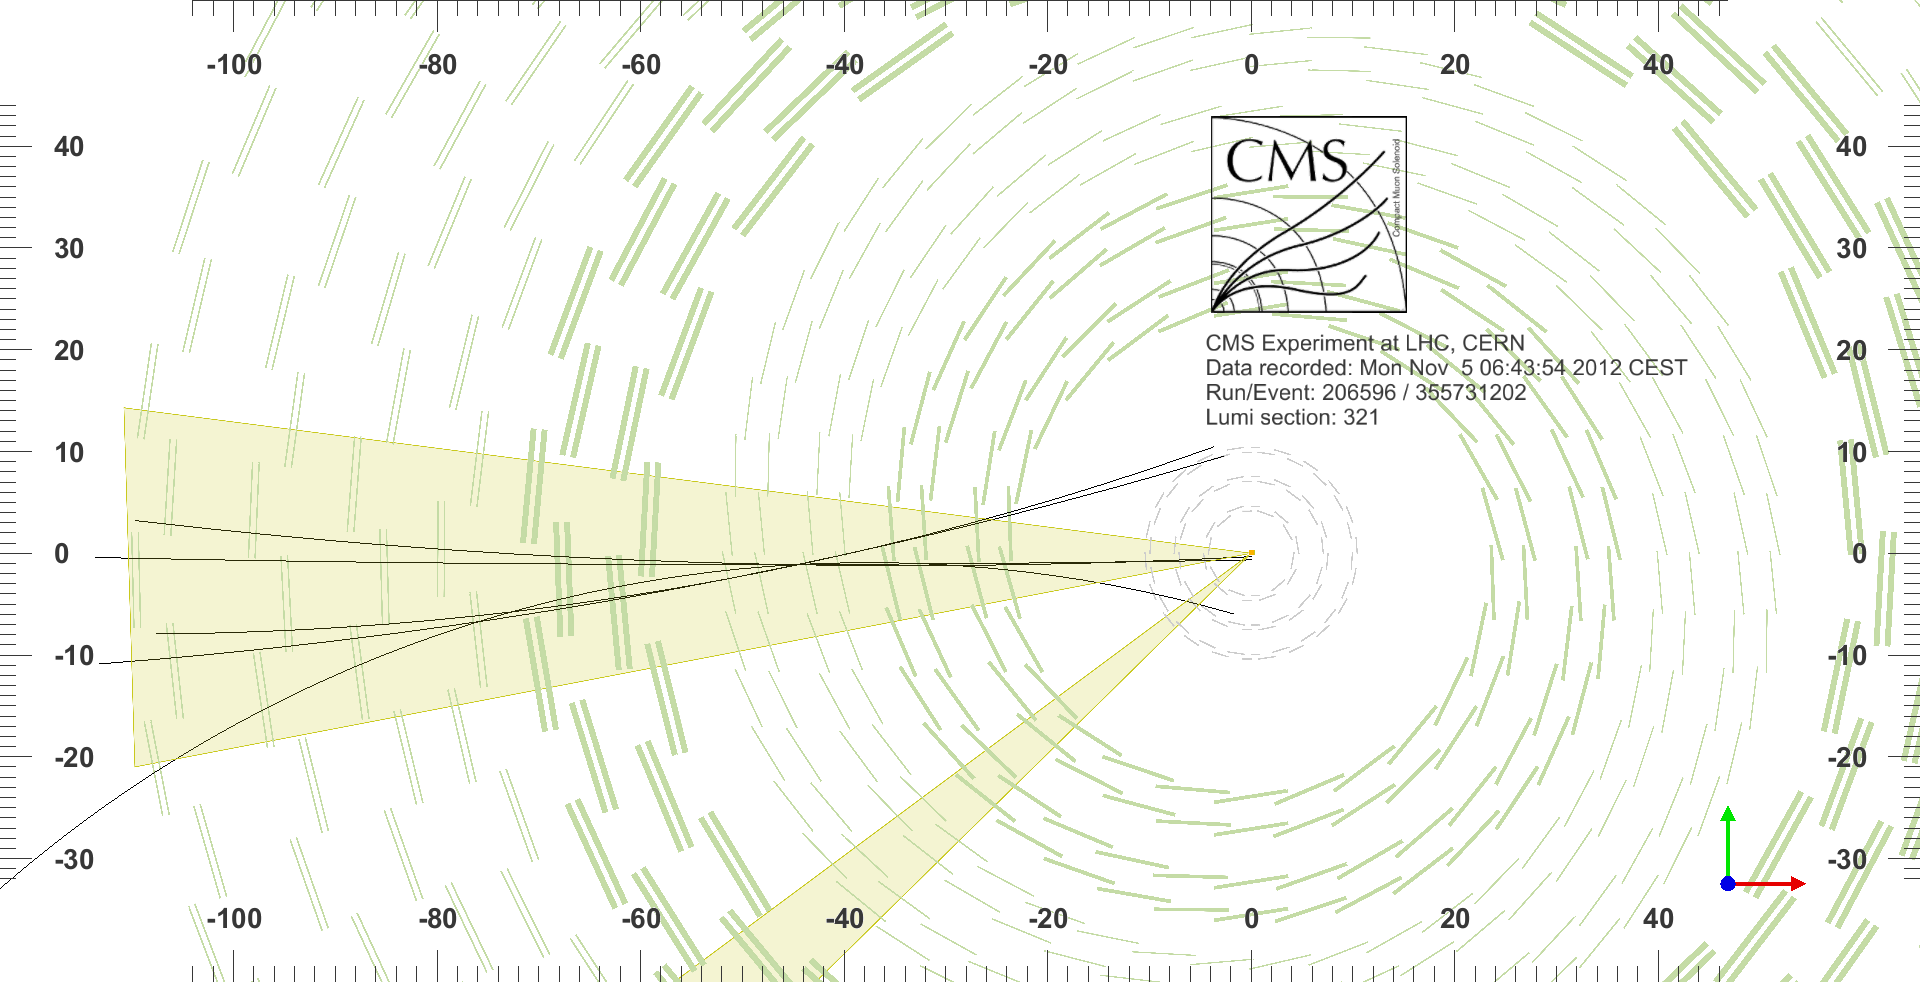 -100 -80 -60 -40 -20 0 20 40
CMS
Compact Muon Solenoid
40 40
30 30
CMS Experiment at LHC, CERN
20 20
Data recorded: Mon Nov 5 06:43:54 2012 CEST
Run/Event: 206596 / 355731202
Lumi section: 321
10 10
0 0
-10 -10
-20 -20
-30 -30
-100 -80 -60 -40 -20 0 20 40